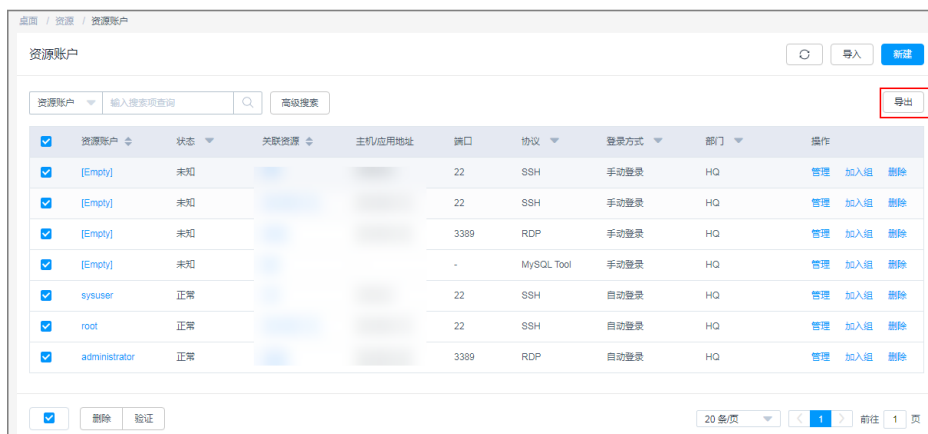 桌面 / 资源 / 资源账户
资源账户 导入 新建
资源账户 输入搜索项查询 高级搜索 导出
资源账户 状态 关联资源 主机/应用地址 端口 协议 登录方式 部门 操作
[Empty] 未知 22 SSH 手动登录 HQ 管理 加入组 删除
[Empty] 未知 22 SSH 手动登录 HQ 管理 加入组 删除
[Empty] 未知 3389 RDP 手动登录 HQ 管理 加入组 删除
[Empty] 未知 - MySQL Tool 手动登录 HQ 管理 加入组 删除
sysuser 正常 22 SSH 自动登录 HQ 管理 加入组 删除
root 正常 22 SSH 自动登录 HQ 管理 加入组 删除
administrator 正常 3389 RDP 自动登录 HQ 管理 加入组 删除
删除 验证 20 条/页 1 前往 1 页